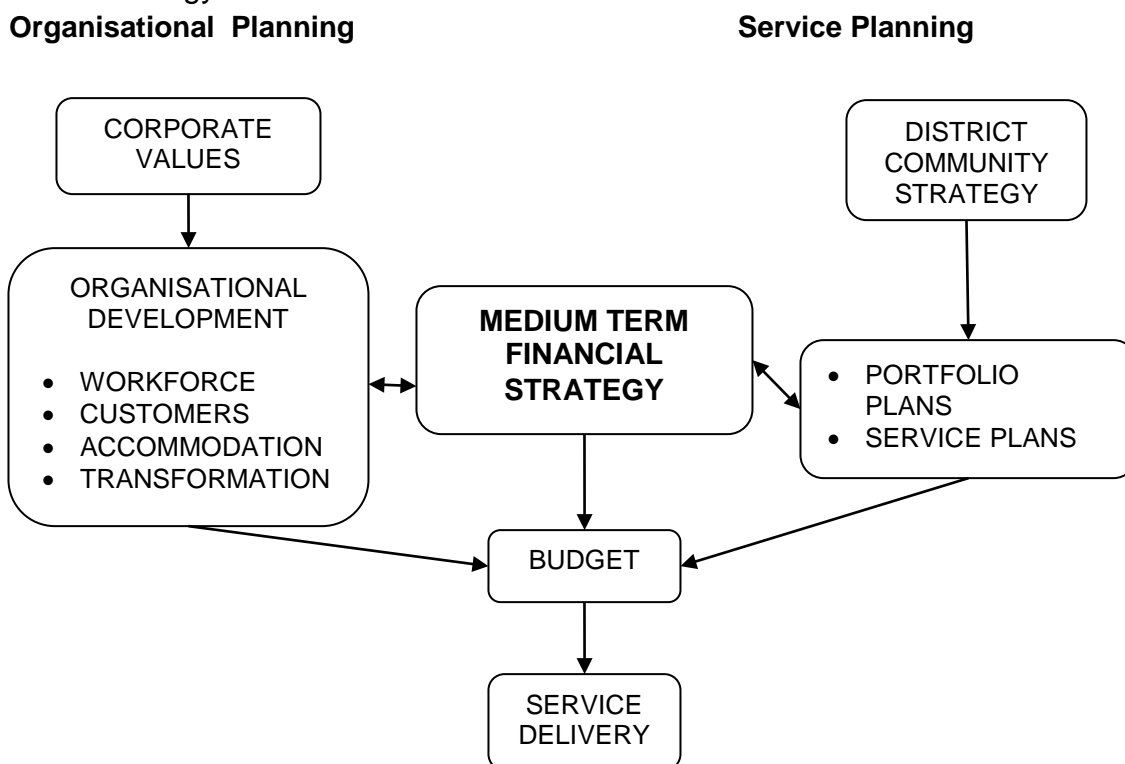 Organisational Planning
Service Planning
CORPORATE
VALUES
DISTRICT
COMMUNITY
STRATEGY
ORGANISATIONAL
DEVELOPMENT
• WORKFORCE
• CUSTOMERS
• ACCOMMODATION
• TRANSFORMATION
MEDIUM TERM
FINANCIAL
STRATEGY
• PORTFOLIO
PLANS
• SERVICE PLANS
BUDGET
SERVICE
DELIVERY